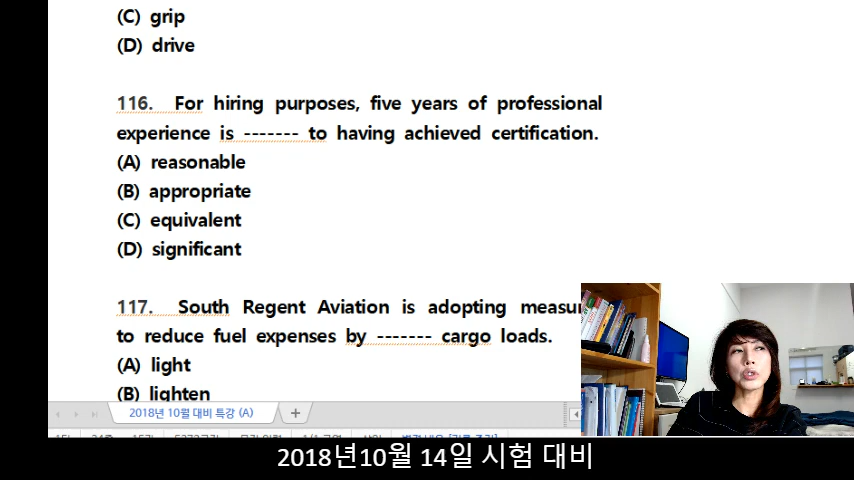 (C) grip
(D) drive
116. For hiring purposes, five years of professional
experience is ------- to having achieved certification.
(A) reasonable
(B) appropriate
(C) equivalent
(D) significant
117. South Regent Aviation is adopting
to reduce fuel expenses by ------- cargo loads.
(A) light
(B) lighten
2018년 10월 대비 특강 (A)
2018년10월 14일 시험 대비